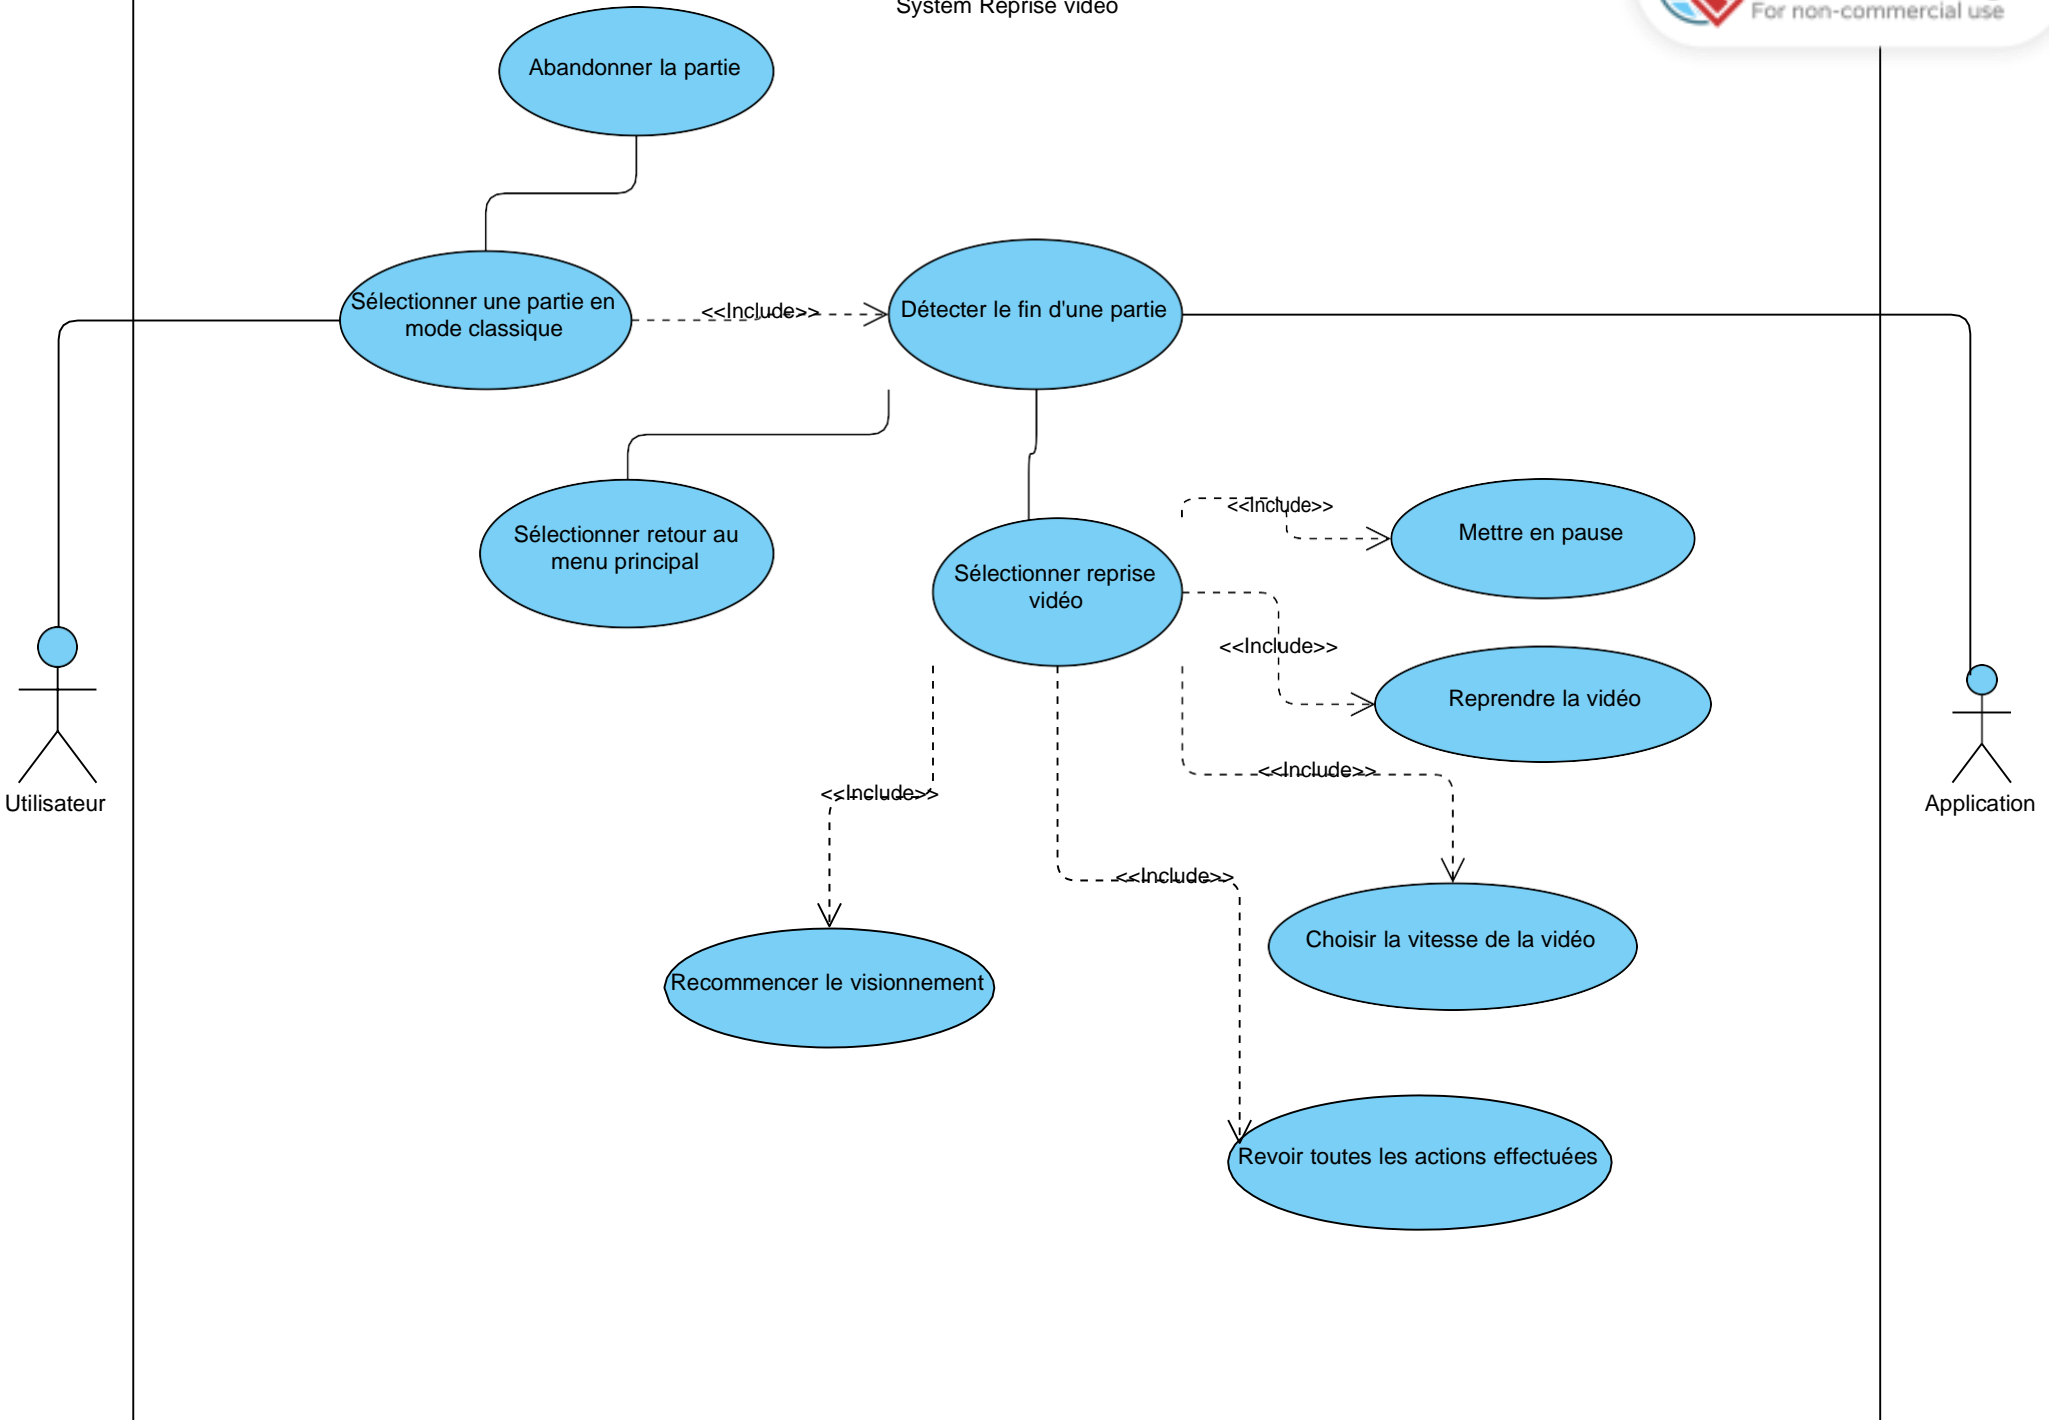 System Reprise vidéo
For non-commercial use
Abandonner la partie
Sélectionner une partie en
mode classique
<<Include>>
Détecter le fin d'une partie
Sélectionner retour au
menu principal
Sélectionner reprise
vidéo
<<Include>>
Mettre en pause
<<Include>>
Reprendre la vidéo
<<Include>>
<<Include>>
Utilisateur
Application
<<Include>>
Choisir la vitesse de la vidéo
Recommencer le visionnement
Revoir toutes les actions effectuées